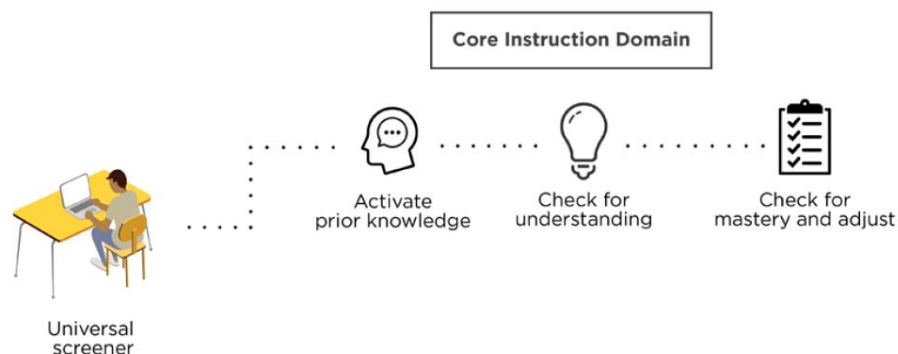 Core Instruction Domain
Activate
prior knowledge
Check for
understanding
Check for
mastery and adjust
Universal
screener